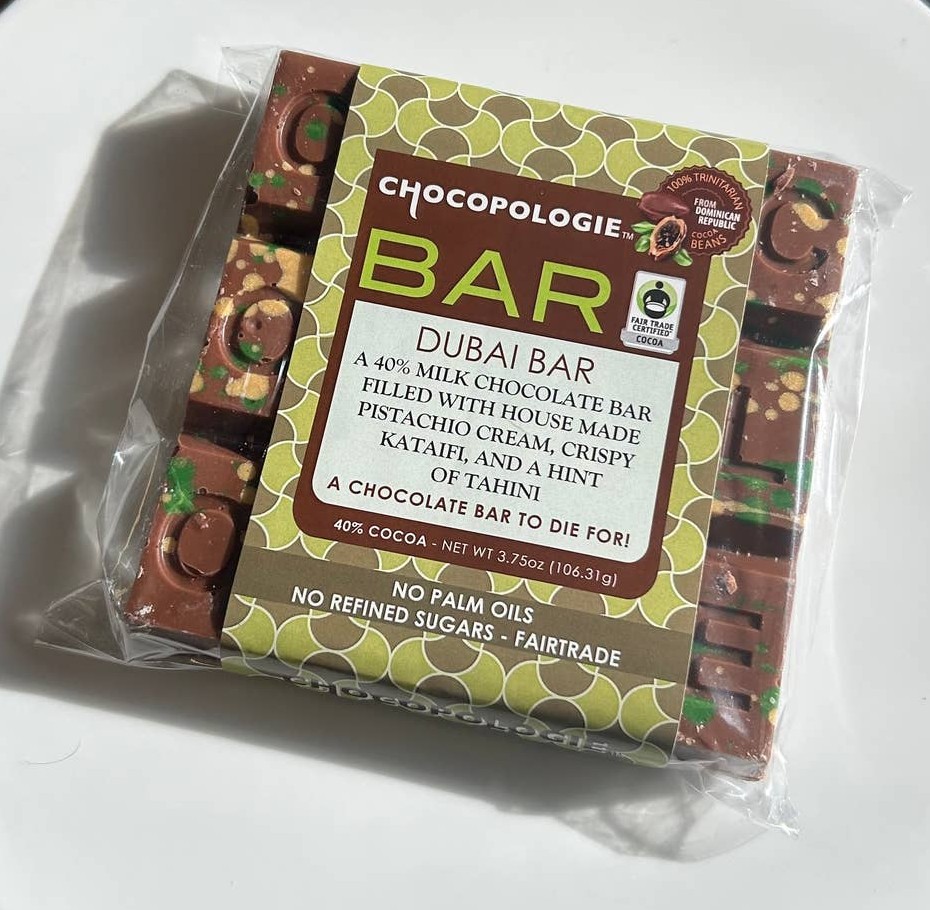 CHOCOPOLOGIE™
BAR
100% TRINITARIAN
FROM
DOMINICAN
REPUBLIC
COCOA
BEANS
FAIR TRADE
CERTIFIED
COCOA
DUBAI BAR
A 40% MILK CHOCOLATE BAR
FILLED WITH HOUSE MADE
PISTACHIO CREAM, CRISPY
KATAIFI, AND A HINT
OF TAHINI
A CHOCOLATE BAR TO DIE FOR!
40% COCOA - NET WT 3.75oz (106.31g)
NO PALM OILS
NO REFINED SUGARS - FAIRTRADE
CHOCOPOLOGIE
C
L
E